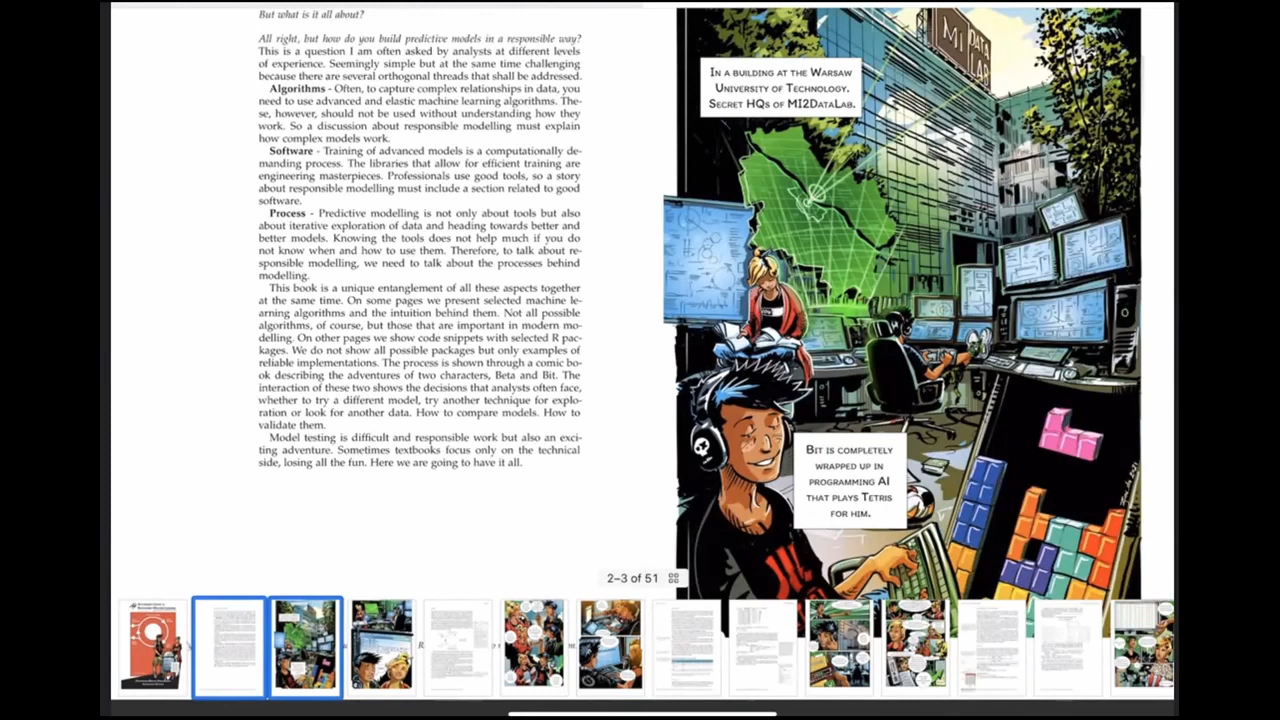 But what is it all about?
All right, but how do you build predictive models in a responsible way?
This is a question I am often asked by analysts at different levels
of experience. Seemingly simple but at the same time challenging
because there are several orthogonal threads that shall be addressed.
Algorithms - Often, to capture complex relationships in data, you
need to use advanced and elastic machine learning algorithms. The-
se, however, should not be used without understanding how they
work. So a discussion about responsible modelling must explain
how complex models work.
Software - Training of advanced models is a computationally de-
manding process. The libraries that allow for efficient training are
engineering masterpieces. Professionals use good tools, so a story
about responsible modelling must include a section related to good
software.
Process - Predictive modelling is not only about tools but also
about iterative exploration of data and heading towards better and
better models. Knowing the tools does not help much if you do
not know when and how to use them. Therefore, to talk about re-
sponsible modelling, we need to talk about the processes behind
modelling.
This book is a unique entanglement of all these aspects together
at the same time. On some pages we present selected machine le-
arning algorithms and the intuition behind them. Not all possible
algorithms, of course, but those that are important in modern mo-
delling. On other pages we show code snippets with selected R pac-
kages. We do not show all possible packages but only examples of
reliable implementations. The process is shown through a comic bo-
ok describing the adventures of two characters, Beta and Bit. The
interaction of these two shows the decisions that analysts often face,
whether to try a different model, try another technique for explo-
ration or look for another data. How to compare models. How to
validate them.
Model testing is difficult and responsible work but also an exci-
ting adventure. Sometimes textbooks focus only on the technical
side, losing all the fun. Here we are going to have it all.
MI DATA
LAB
In a building at the Warsaw
University of Technology.
Secret HQs of MI2DataLab.
Bit is completely
wrapped up in
programming AI
that plays Tetris
for him.
2–3 of 51